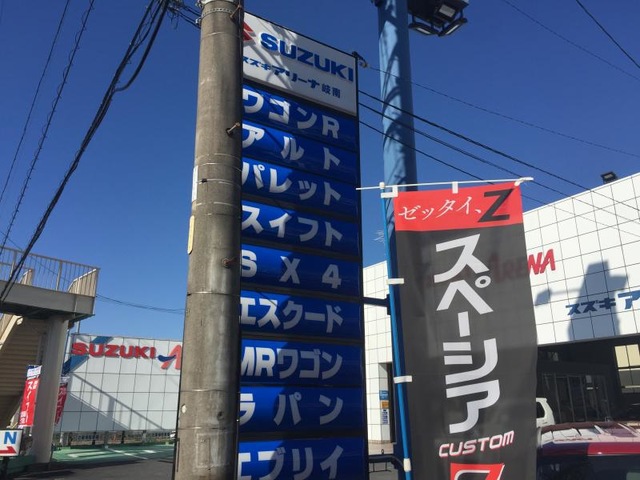 SUZUKI
スズキアリーナ岐南
ワゴンR
アルト
パレット
スイフト
SX4
エスクード
MRワゴン
ラパン
エブリイ
ゼッタイ、Z
スペーシア
CUSTOM
Z
ARENA
スズキア
SUZUKI A
N